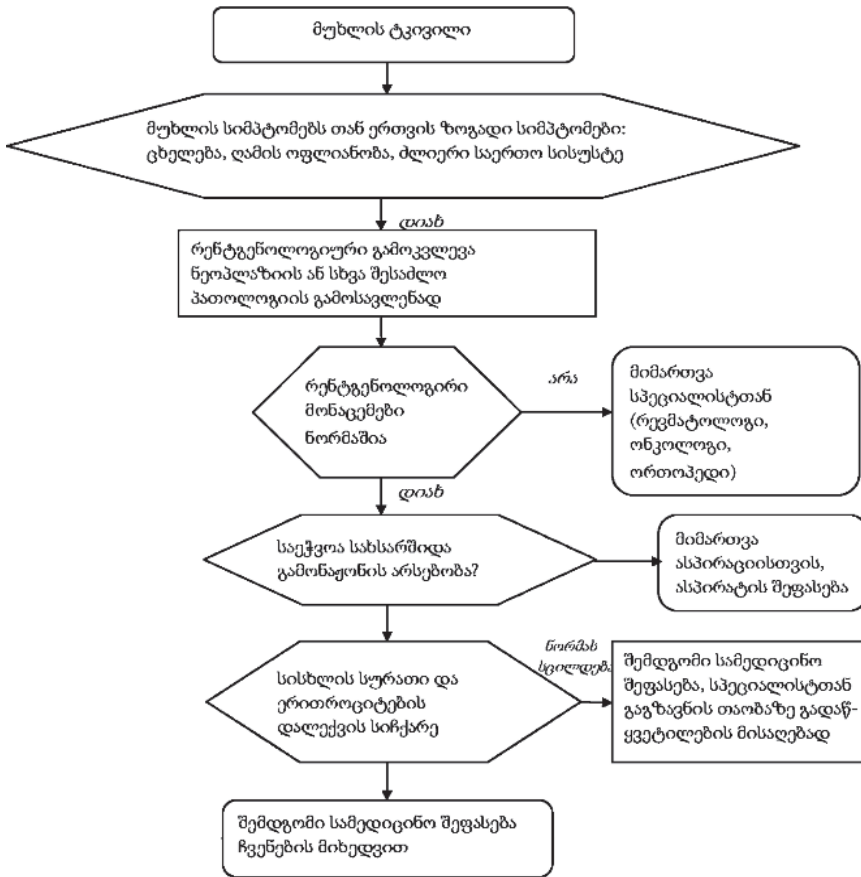 მუხლის ტკივილი
მუხლის სიმპტომებს თან ერთვის ზოგადი სიმპტომები:
ცხელება, ღამის ოფლიანობა, ძლიერი საერთო სისუსტე
დიახ
რენტგენოლოგიური გამოკვლევა
ნეოპლაზიის ან სხვა შესაძლო
პათოლოგიის გამოსავლენად
რენტგენოლოგირი
მონაცემები
ნორმაშია
არა
მიმართვა
სპეციალისტთან
(რევმატოლოგი,
ონკოლოგი,
ორთოპედი)
დიახ
საეჭვოა სახსარშიდა
გამონაჟონის არსებობა?
მიმართვა
ასპირაციისთვის,
ასპირატის შეფასება
სისხლის სურათი და
ერითროციტების
დალექვის სიჩქარე
ნორმას
სცილდება
შემდგომი სამედიცინო
შეფასება, სპეციალისტთან
გაგზავნის თაობაზე გადაწ-
ყვეტილების მისაღებად
შემდგომი სამედიცინო შეფასება
ჩვენების მიხედვით